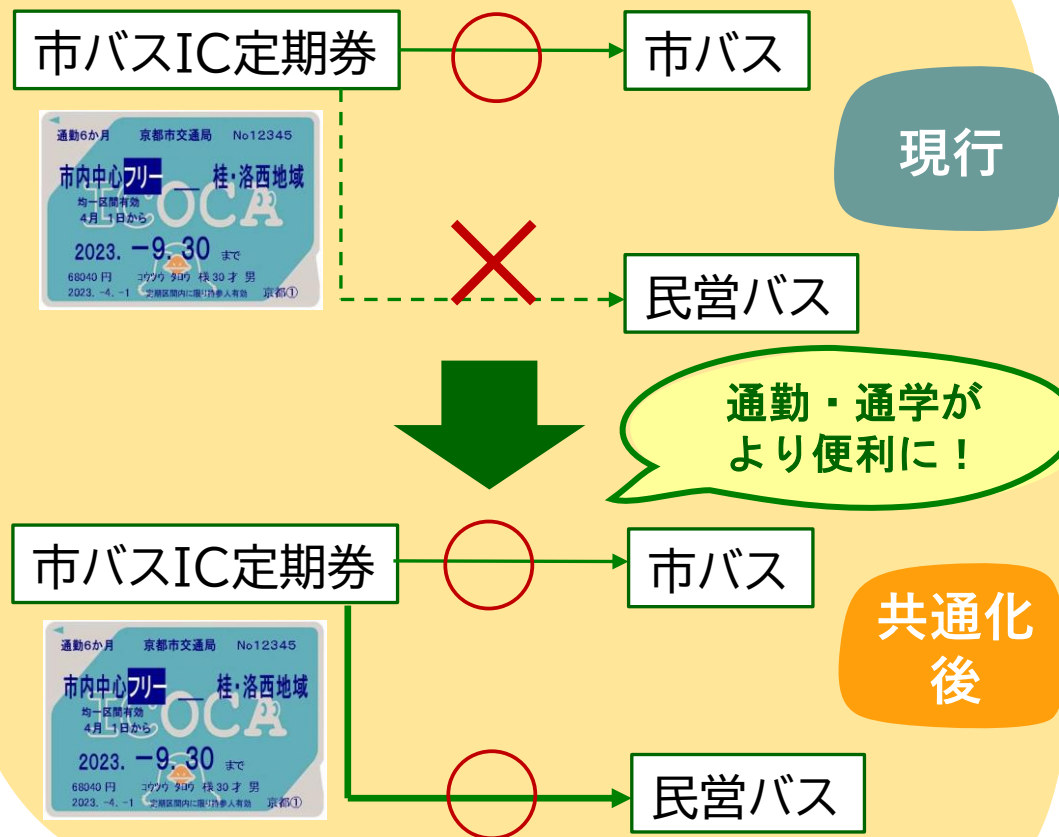 市バスIC定期券
市バス
現行
通勤6か月 京都市交通局 No12345
市内中心フリー 桂・洛西地域
均一区間有効
4月 1日から
ICOCA
2023. -9. 30 まで
68040円 コウツウ タロウ 様 30才 男
2023. -4. -1 定期区間内に限り持参人有効 京都①
民営バス
通勤・通学が
より便利に!
市バスIC定期券
市バス
共通化
後
通勤6か月 京都市交通局 No12345
市内中心フリー 桂・洛西地域
均一区間有効
4月 1日から
ICOCA
2023. -9. 30 まで
68040円 コウツウ タロウ 様 30才 男
2023. -4. -1 定期区間内に限り持参人有効 京都①
民営バス